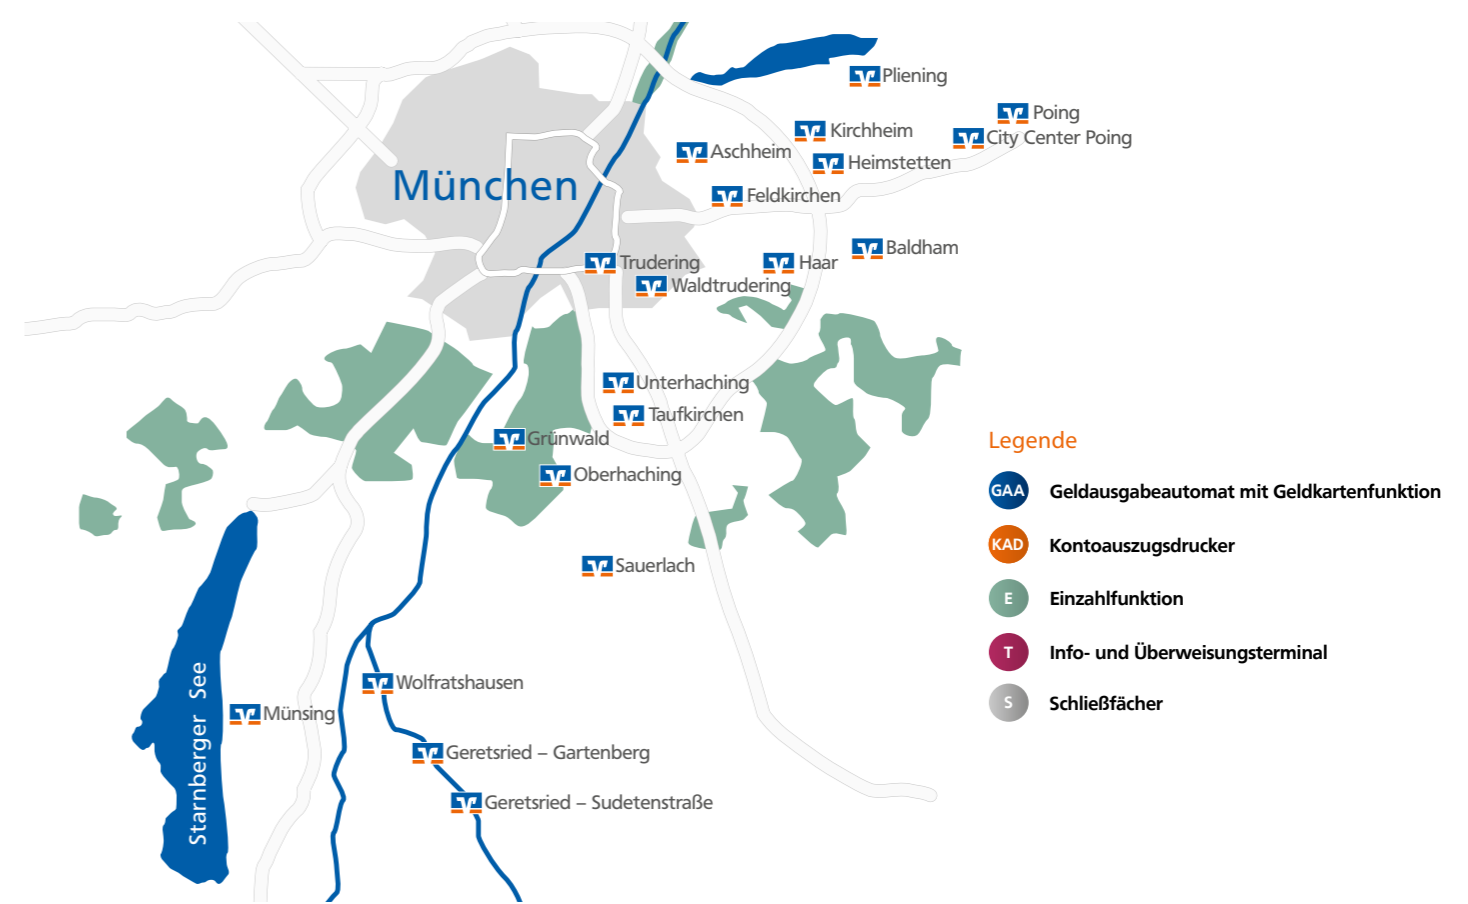 Pliening
Poing
Kirchheim
City Center Poing
Aschheim
Heimstetten
München
Feldkirchen
Baldham
Trudering
Haar
Waldtrudering
Unterhaching
Taufkirchen
Grünwald
Oberhaching
Sauerlach
Wolfratshausen
Münsing
Starnberger See
Geretsried – Gartenberg
Geretsried – Sudetenstraße
Legende
GAA Geldausgabeautomat mit Geldkartenfunktion
KAD Kontoauszugsdrucker
E Einzahlfunktion
T Info- und Überweisungsterminal
S Schließfächer